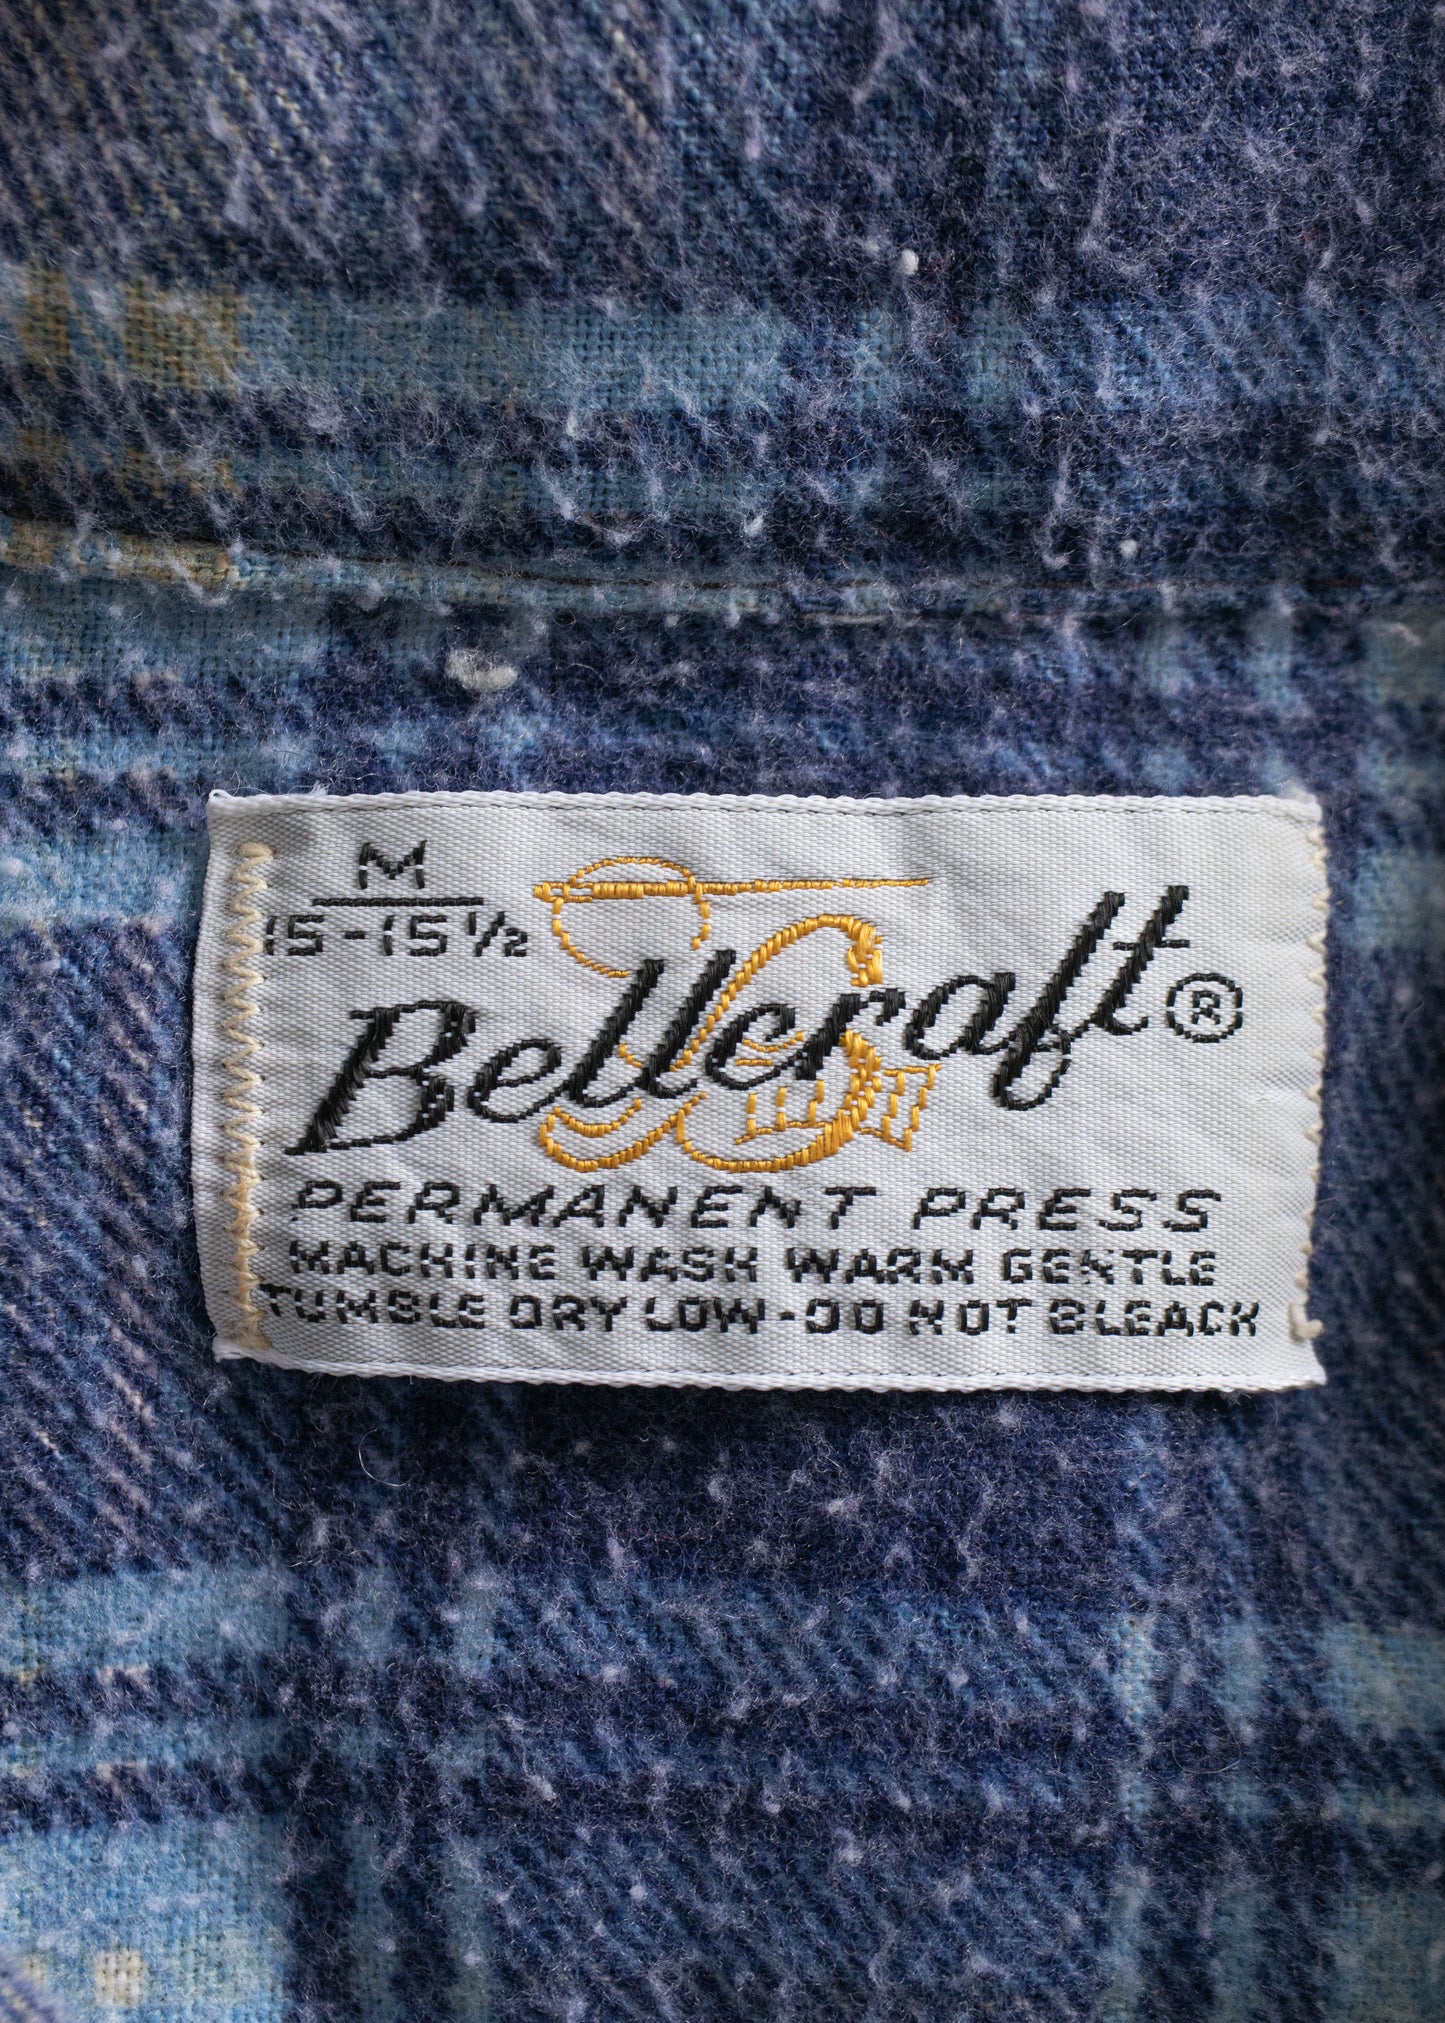 M
15-15½
Bellcraft®
PERMANENT PRESS
MACHINE WASH WARM GENTLE
TUMBLE DRY LOW-DO NOT BLEACH